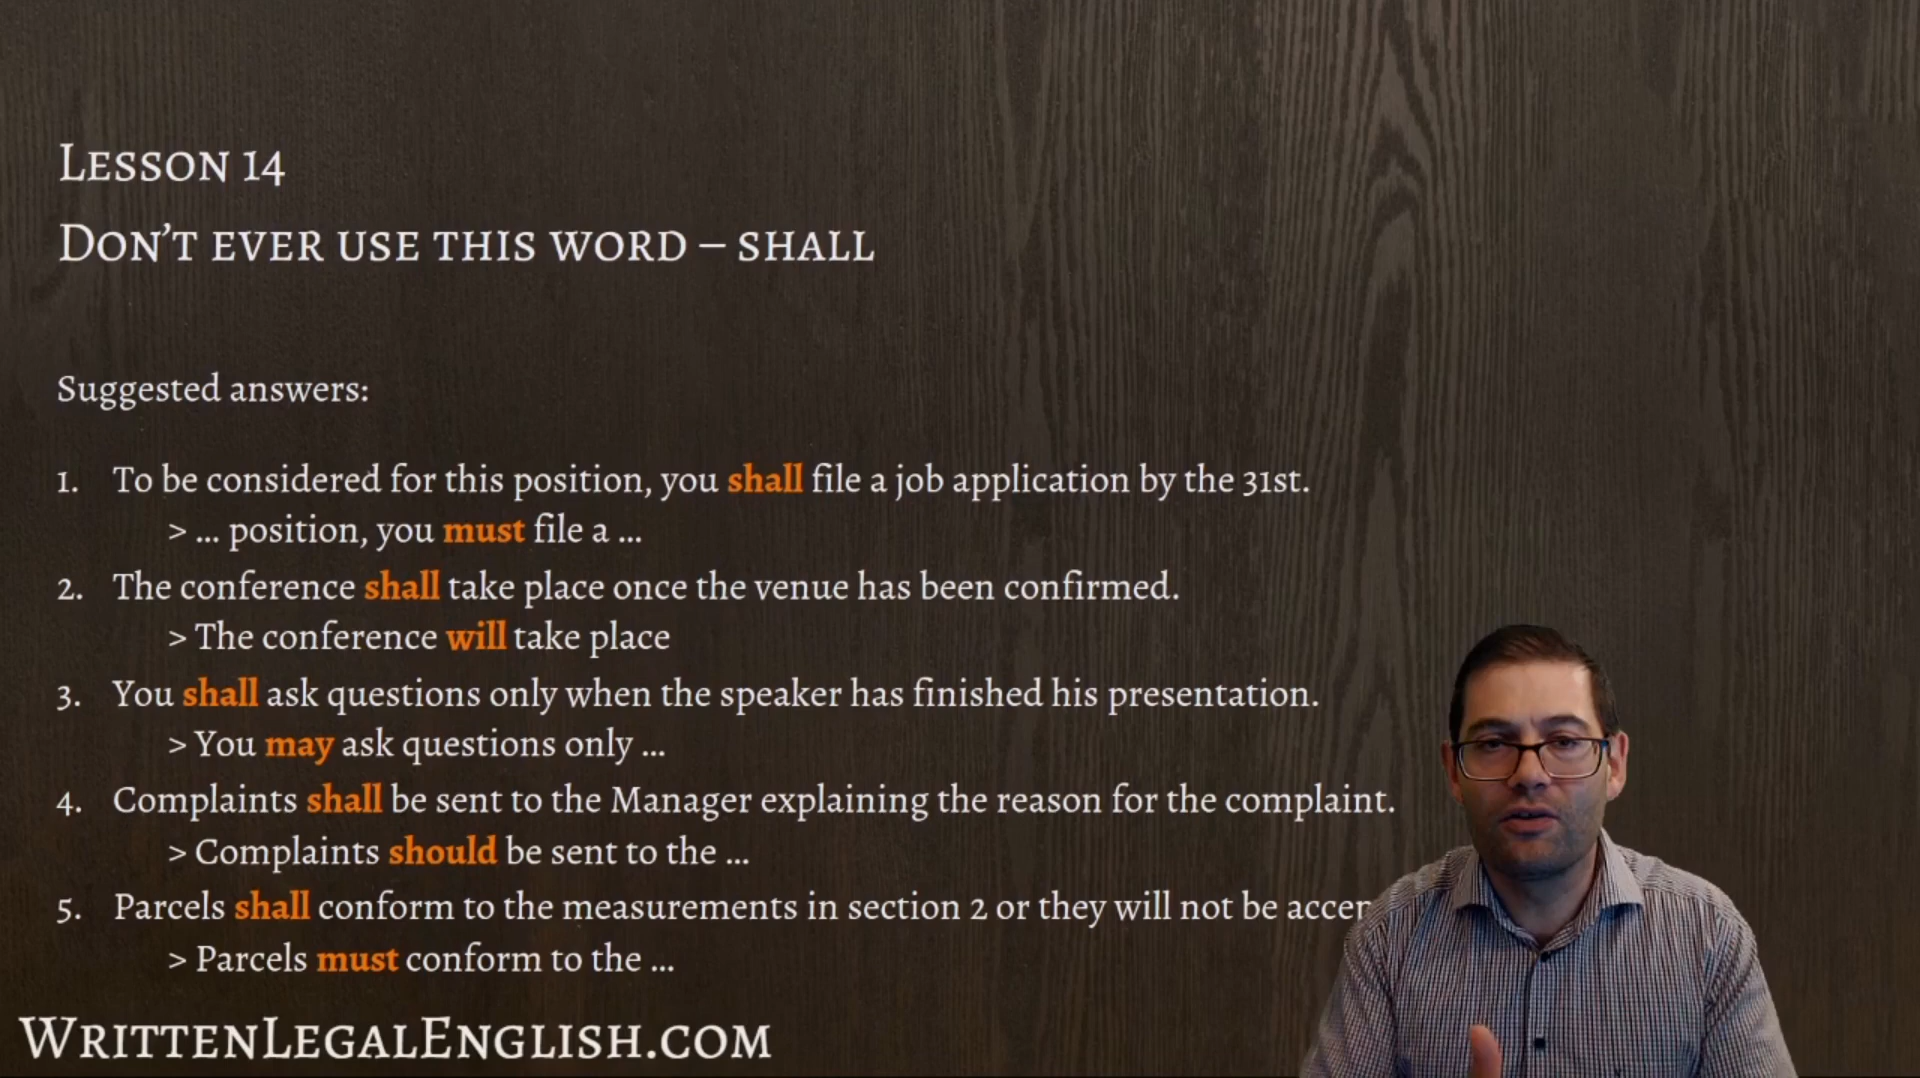 Lesson 14
Don't ever use this word – shall
Suggested answers:
1. To be considered for this position, you shall file a job application by the 31st.
> ... position, you must file a ...
2. The conference shall take place once the venue has been confirmed.
> The conference will take place
3. You shall ask questions only when the speaker has finished his presentation.
> You may ask questions only ...
4. Complaints shall be sent to the Manager explaining the reason for the complaint.
> Complaints should be sent to the ...
5. Parcels shall conform to the measurements in section 2 or they will not be
> Parcels must conform to the ...
WrittenLegalEnglish.com